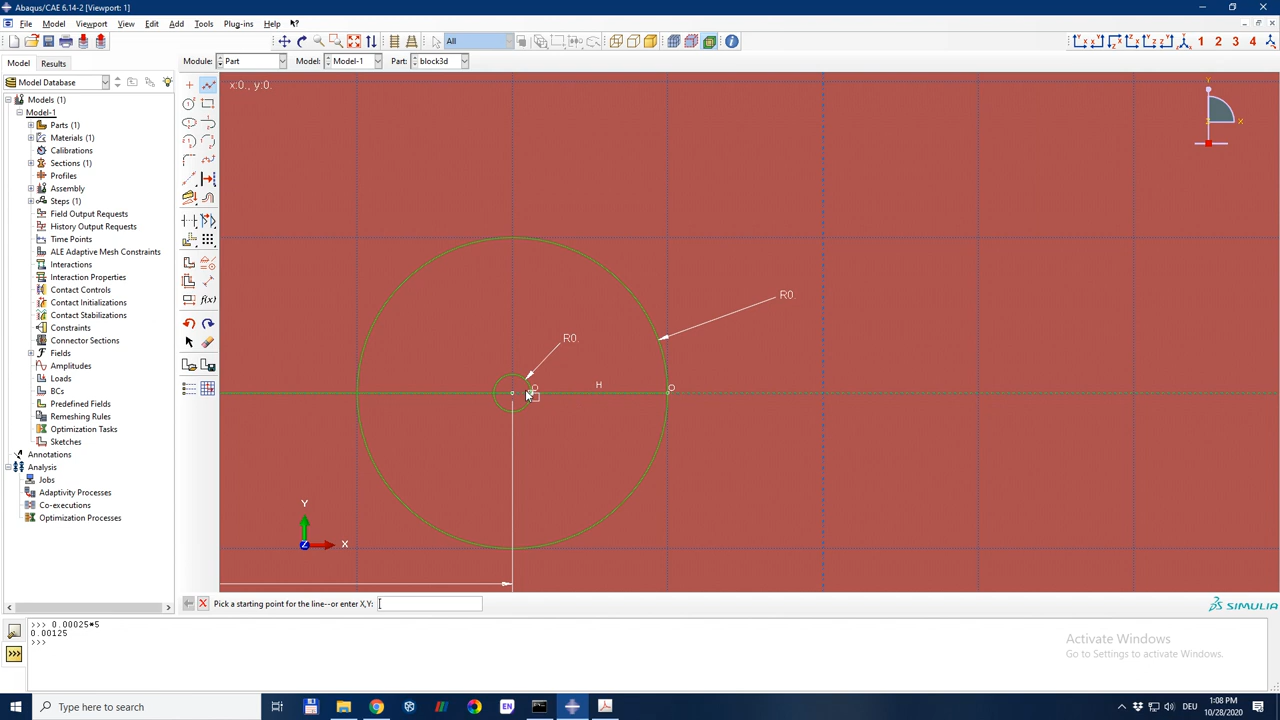 Abaqus/CAE 6.14-2 [Viewport: 1]
File Model Viewport View Edit Add Tools Plug-ins Help
All
1 2 3 4
Model Results Module: Part Model: Model-1 Part: block3d
Model Database
x:0., y:0.
Models (1)
Model-1
Parts (1)
Materials (1)
Calibrations
Sections (1)
Profiles
Assembly
Steps (1)
Field Output Requests
History Output Requests
Time Points
ALE Adaptive Mesh Constraints
Interactions
Interaction Properties
Contact Controls
Contact Initializations
Contact Stabilizations
Constraints
Connector Sections
Fields
Amplitudes
Loads
BCs
Predefined Fields
Remeshing Rules
Optimization Tasks
Sketches
Annotations
Analysis
Jobs
Adaptivity Processes
Co-executions
Optimization Processes
f(x)
Y
X
Z
R0.
R0.
H
Y
Z X
Pick a starting point for the line--or enter X,Y:
SIMULIA
>>> 0.00025*5
0.00125
>>>
Activate Windows
Go to Settings to activate Windows.
Type here to search
EN
DEU
1:08 PM
10/28/2020